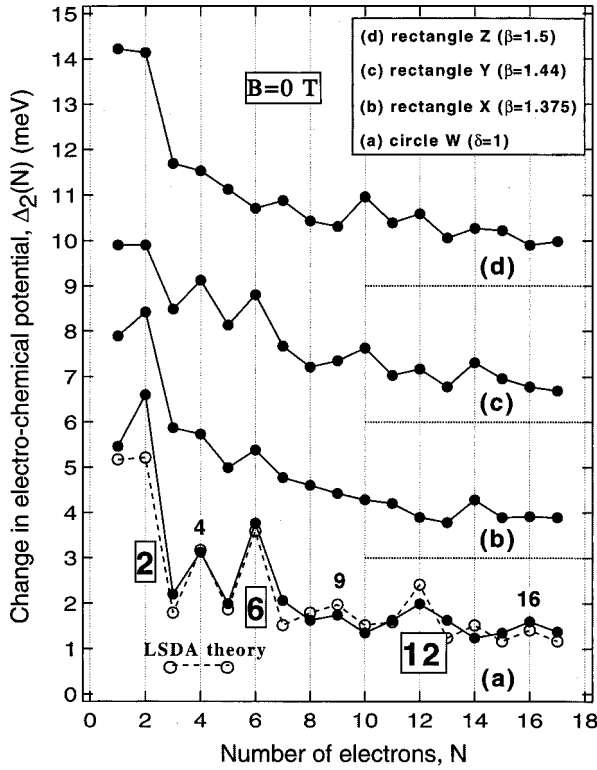 15
14
13
12
11
10
9
8
7
6
5
4
3
2
1
0
Change in electro-chemical potential, Δ₂(N) (meV)
B=0 T
(d) rectangle Z (β=1.5)
(c) rectangle Y (β=1.44)
(b) rectangle X (β=1.375)
(a) circle W (δ=1)
(d)
(c)
(b)
2
4
6
9
12
16
LSDA theory
(a)
0 2 4 6 8 10 12 14 16 18
Number of electrons, N